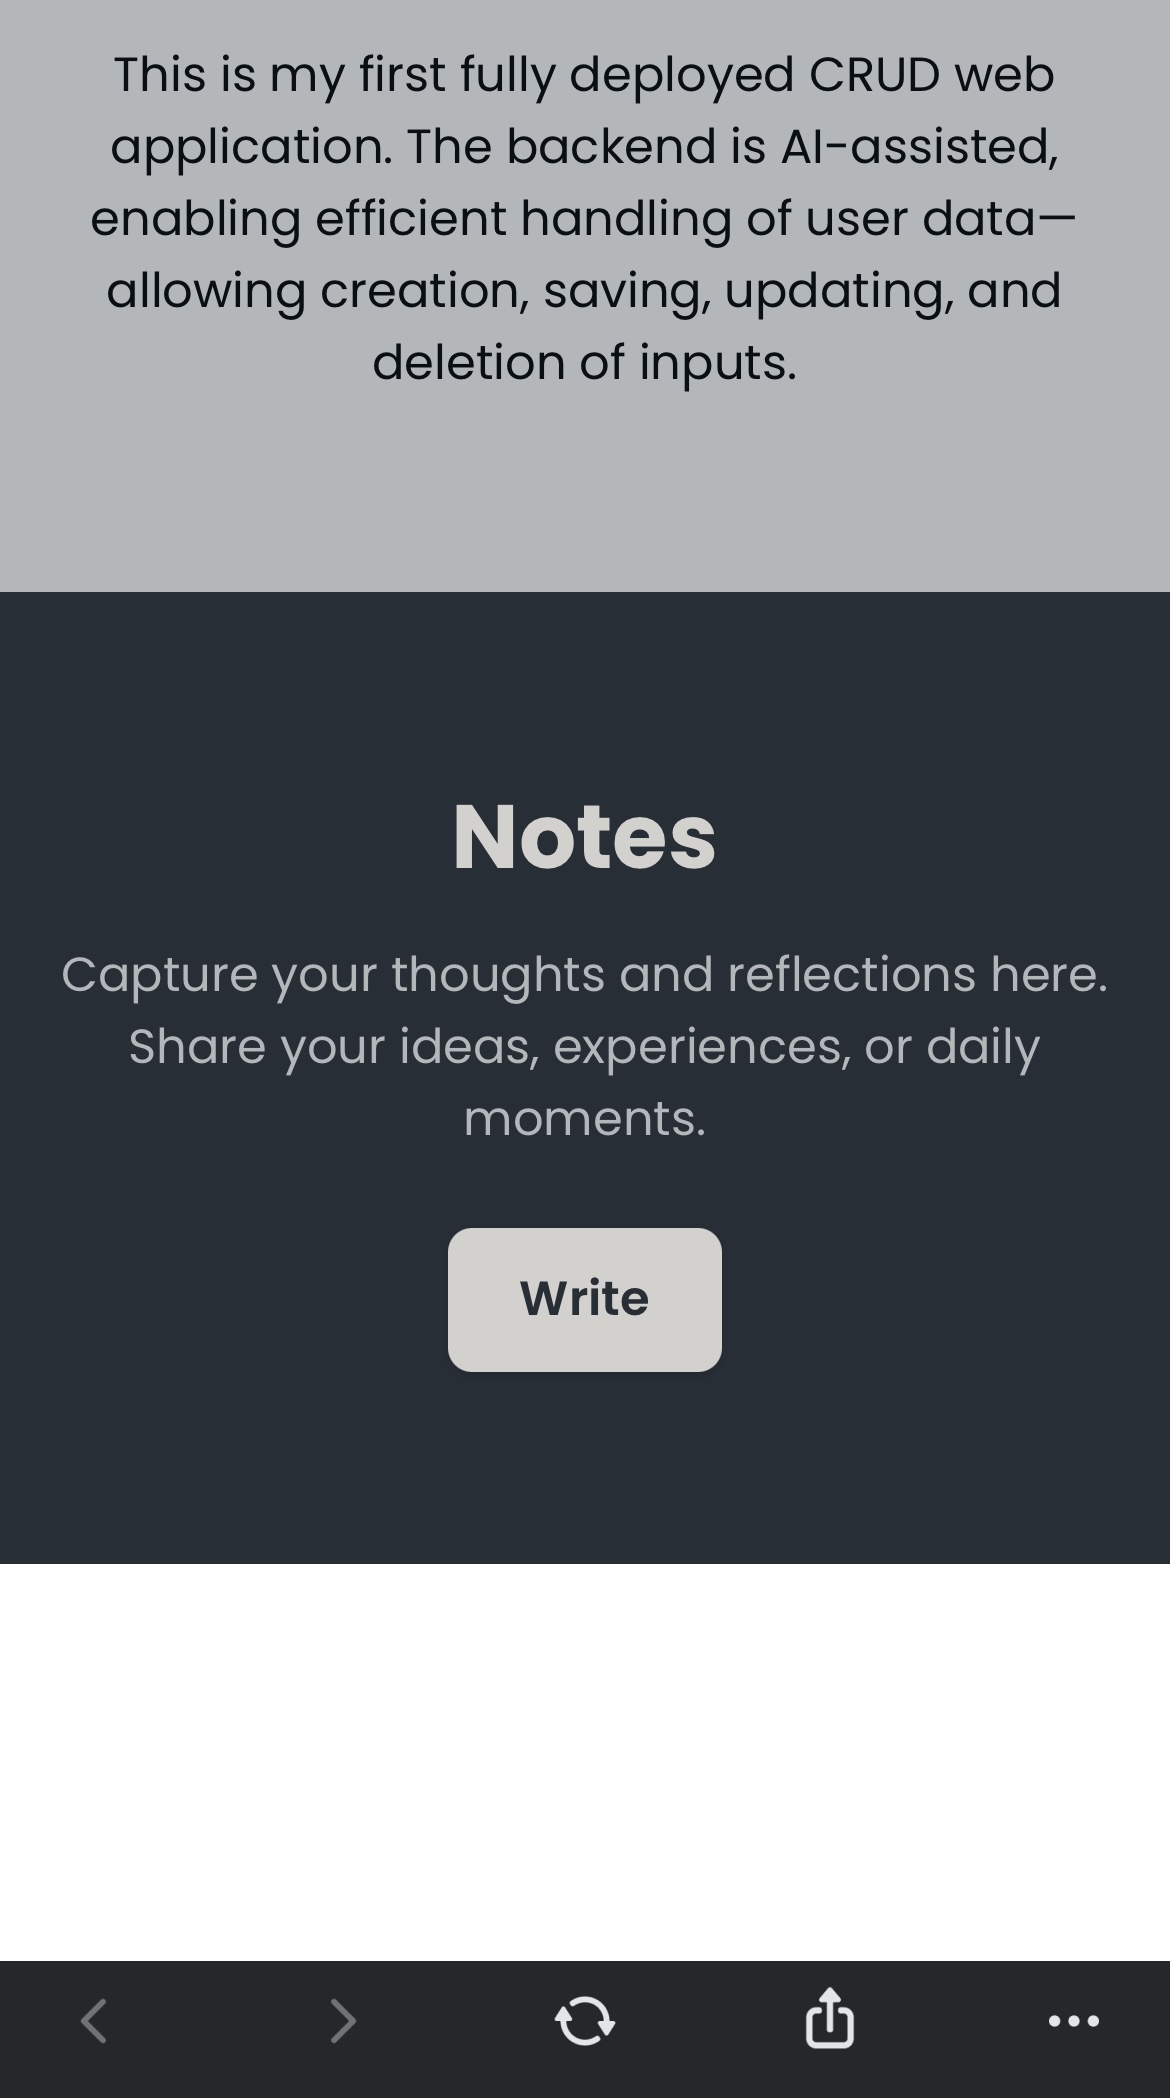 This is my first fully deployed CRUD web
application. The backend is AI-assisted,
enabling efficient handling of user data—
allowing creation, saving, updating, and
deletion of inputs.
Notes
Capture your thoughts and reflections here.
Share your ideas, experiences, or daily
moments.
Write